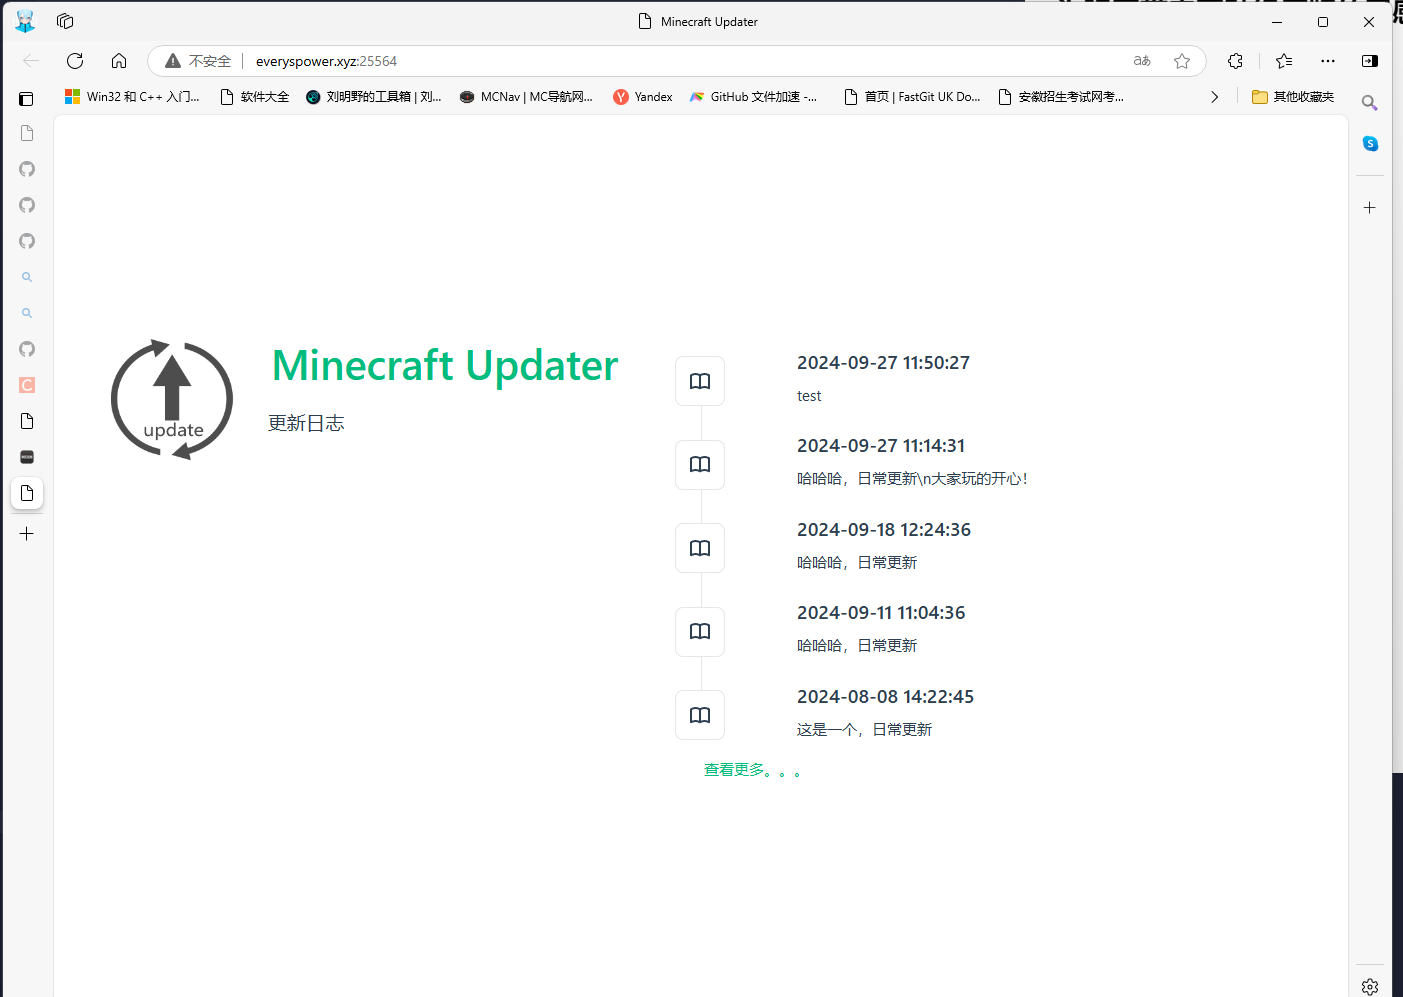 Minecraft Updater
不安全
everyspower.xyz:25564
aあ
Win32 和 C++ 入门...
软件大全
刘明野的工具箱 | 刘...
MCNav | MC导航网...
Yandex
GitHub 文件加速 -...
首页 | FastGit UK Do...
安徽招生考试网考...
其他收藏夹
update
Minecraft Updater
更新日志
2024-09-27 11:50:27
test
2024-09-27 11:14:31
哈哈哈，日常更新\n大家玩的开心！
2024-09-18 12:24:36
哈哈哈，日常更新
2024-09-11 11:04:36
哈哈哈，日常更新
2024-08-08 14:22:45
这是一个，日常更新
查看更多。。。